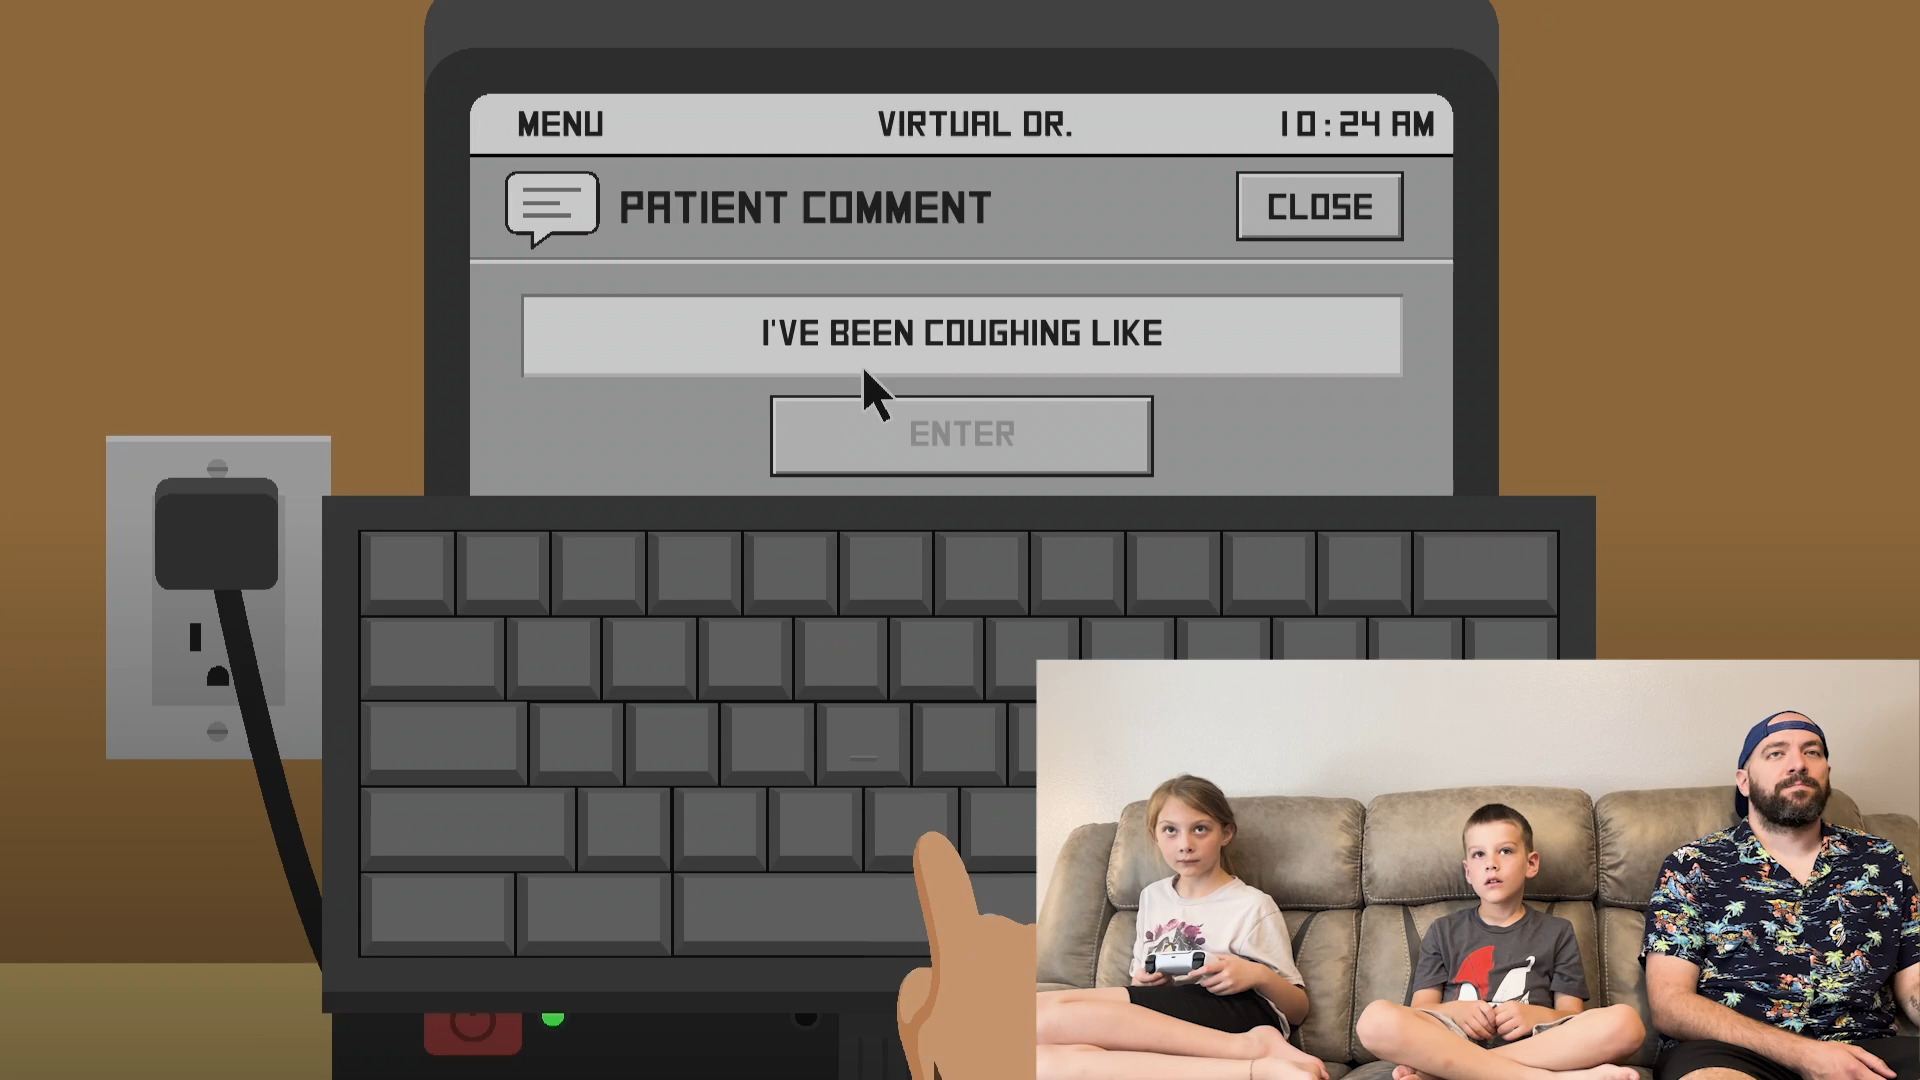 MENU VIRTUAL DR. 10:24 AM
PATIENT COMMENT CLOSE
I'VE BEEN COUGHING LIKE
ENTER